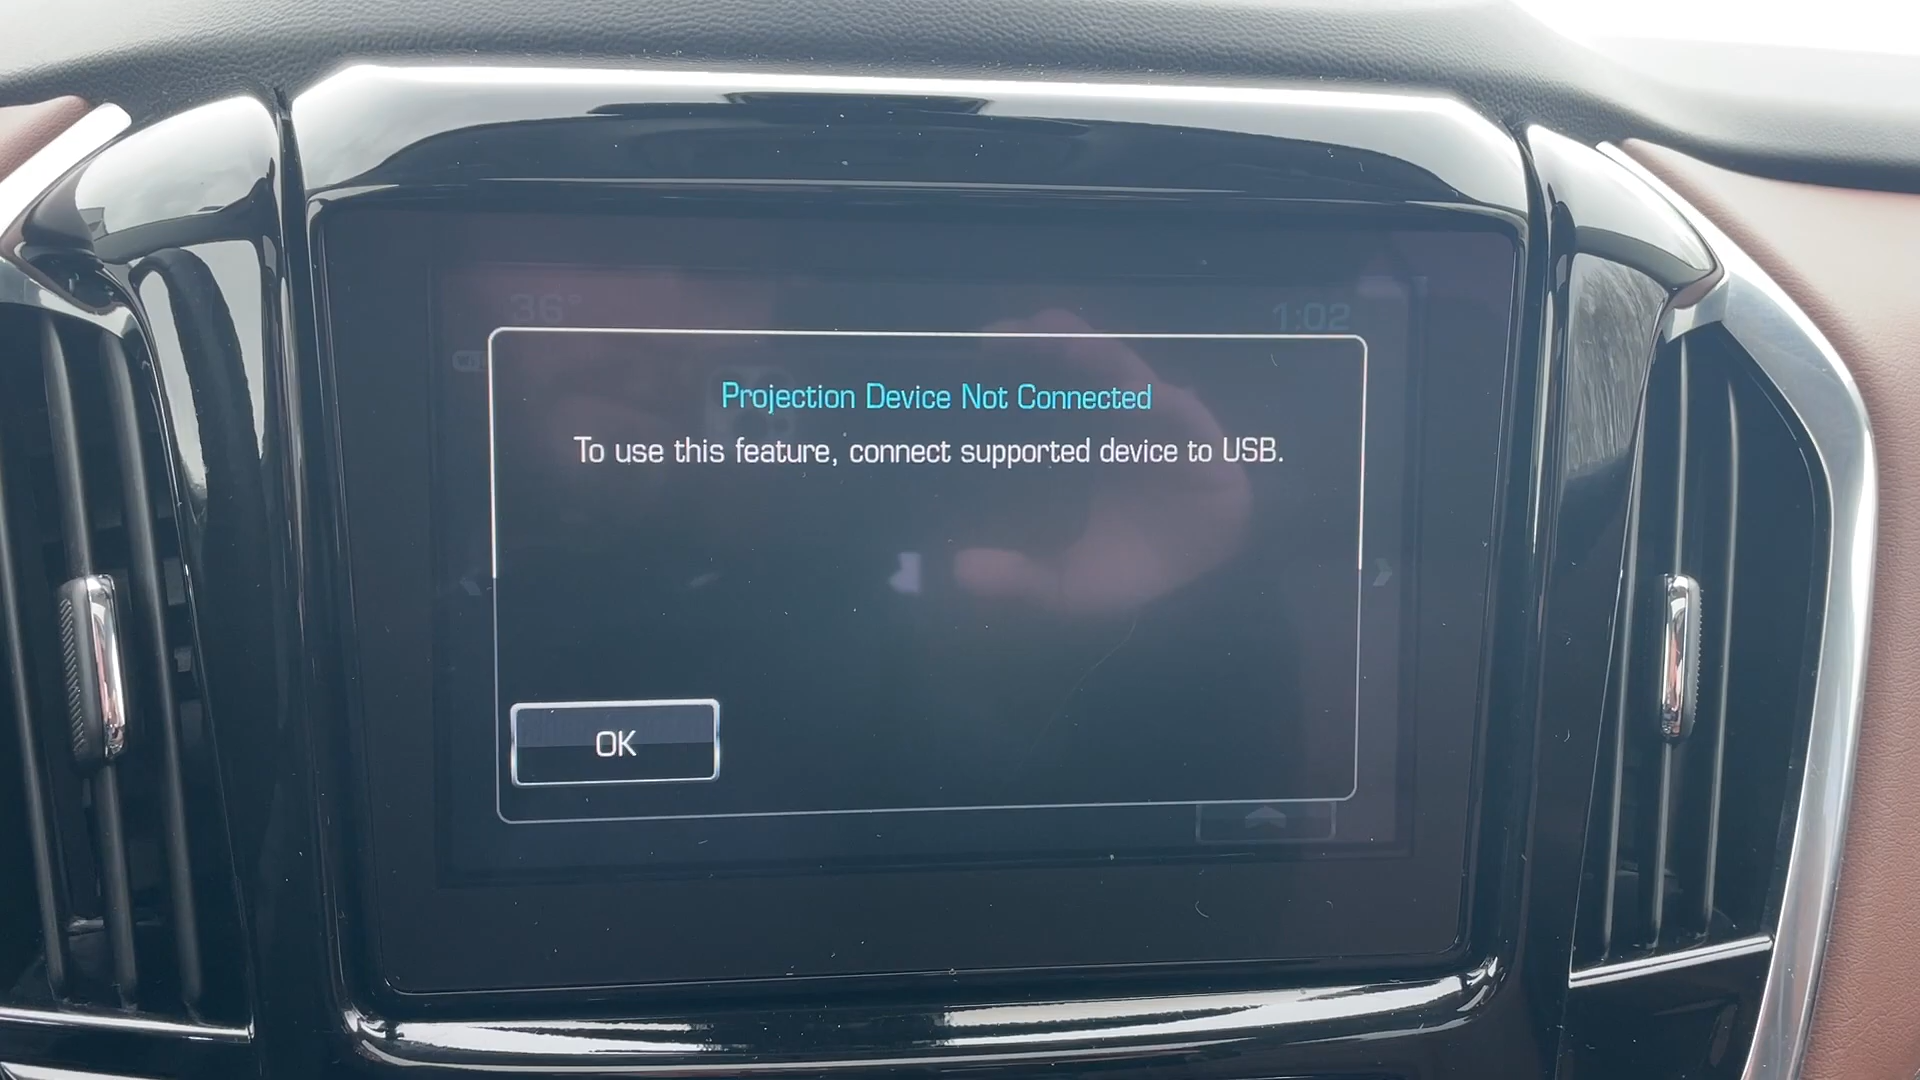 36°
1:02
Projection Device Not Connected
To use this feature, connect supported device to USB.
OK